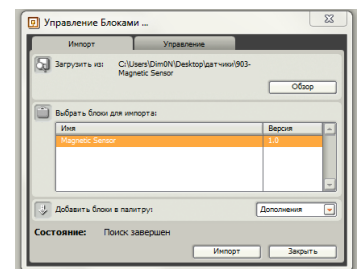 Управление Блоками ...
Импорт Управление
Загрузить из: C:\Users\Dim0N\Desktop\датчики\903-
Magnetic Sensor
Обзор
Выбрать блоки для импорта:
Имя Версия
Magnetic Sensor 1.0
Добавить блоки в палитру: Дополнения
Состояние: Поиск завершен
Импорт Закрыть